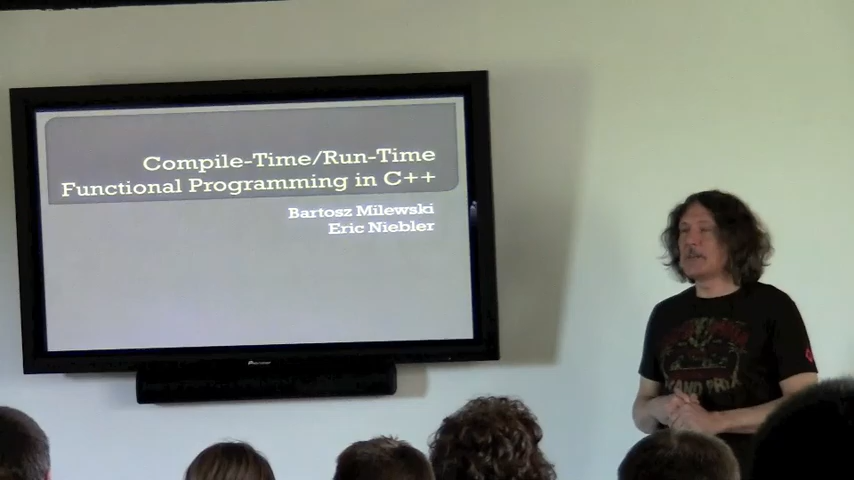 Compile-Time/Run-Time
Functional Programming in C++
Bartosz Milewski
Eric Niebler